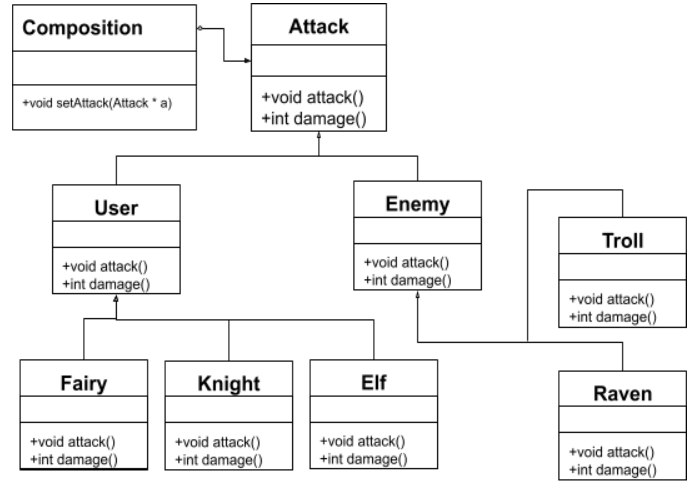 Composition
+void setAttack(Attack * a)
Attack
+void attack()
+int damage()
User
+void attack()
+int damage()
Enemy
+void attack()
+int damage()
Troll
+void attack()
+int damage()
Fairy
+void attack()
+int damage()
Knight
+void attack()
+int damage()
Elf
+void attack()
+int damage()
Raven
+void attack()
+int damage()